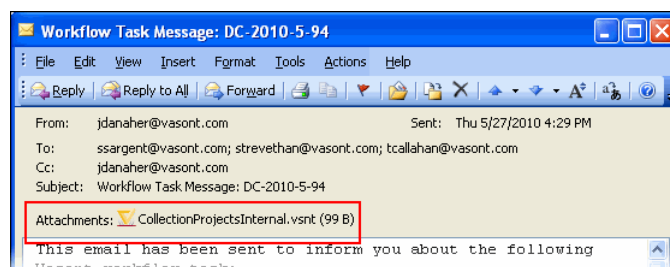 Workflow Task Message: DC-2010-5-94
File Edit View Insert Format Tools Actions Help
Reply Reply to All Forward
From: jdanaher@vasont.com Sent: Thu 5/27/2010 4:29 PM
To: ssargent@vasont.com; strevethan@vasont.com; tcallahan@vasont.com
Cc: jdanaher@vasont.com
Subject: Workflow Task Message: DC-2010-5-94
Attachments: CollectionProjectsInternal.vsnt (99 B)
This email has been sent to inform you about the following
Vasont workflow task: